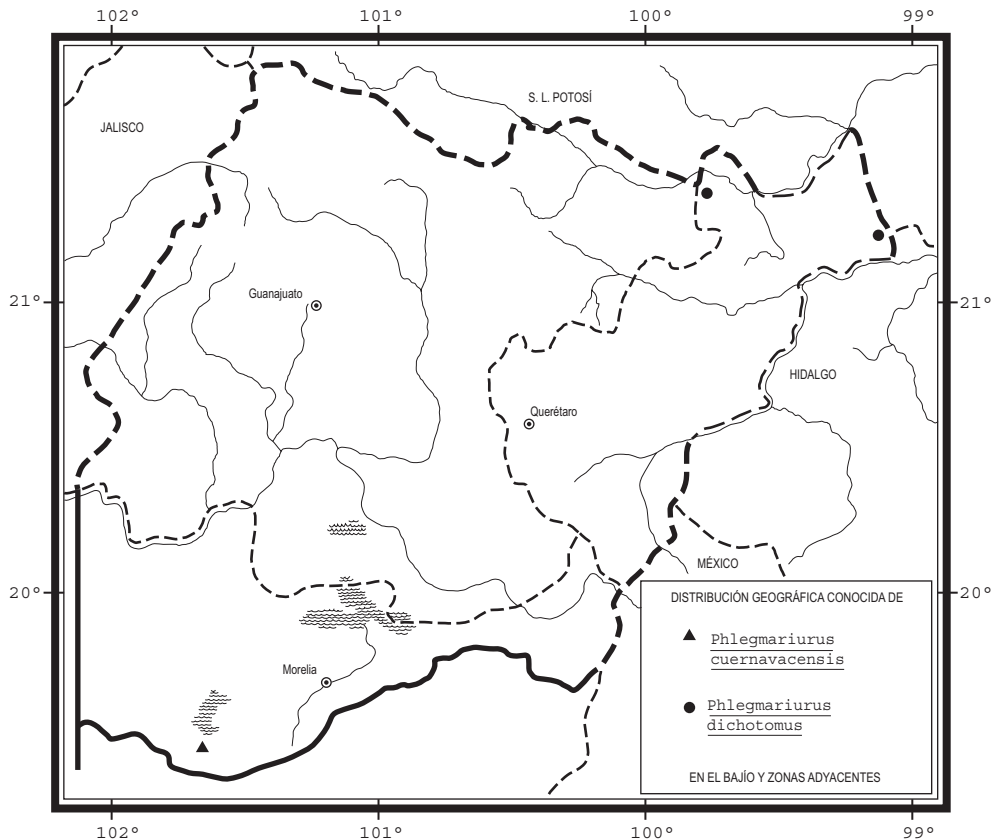 102° 101° 100° 99°
S. L. POTOSÍ
JALISCO
Guanajuato
21° 21°
HIDALGO
Querétaro
MÉXICO
20° 20°
DISTRIBUCIÓN GEOGRÁFICA CONOCIDA DE
Phlegmariurus
cuernavacensis
Morelia
Phlegmariurus
dichotomus
EN EL BAJÍO Y ZONAS ADYACENTES
102° 101° 100° 99°